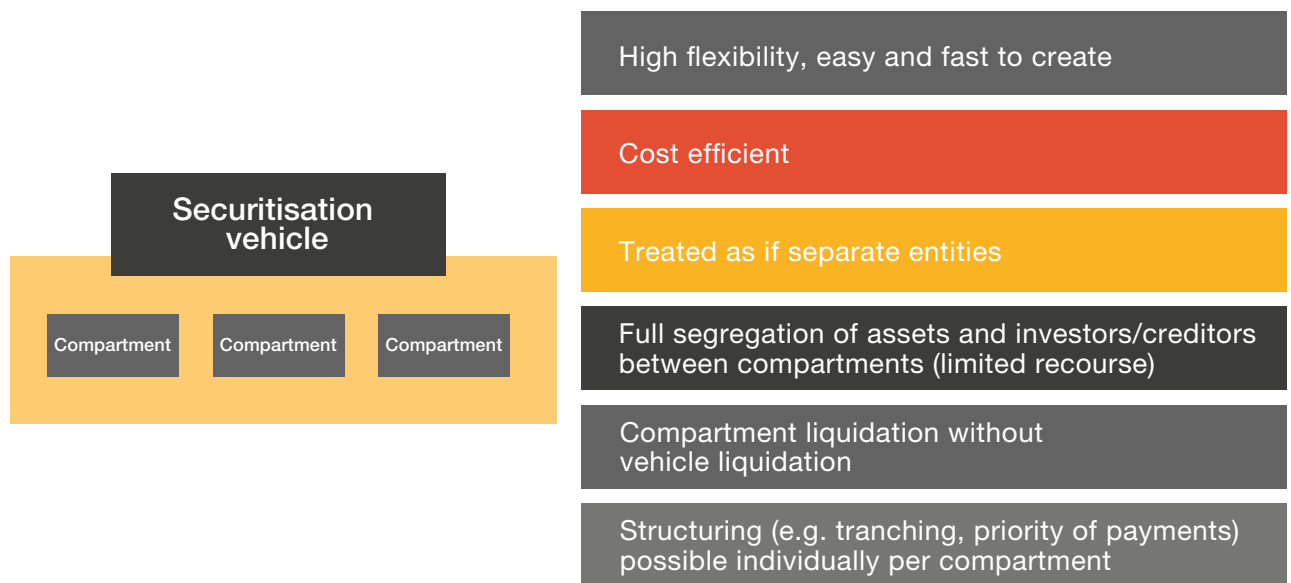 Securitisation
vehicle
Compartment
Compartment
Compartment
High flexibility, easy and fast to create
Cost efficient
Treated as if separate entities
Full segregation of assets and investors/creditors
between compartments (limited recourse)
Compartment liquidation without
vehicle liquidation
Structuring (e.g. tranching, priority of payments)
possible individually per compartment